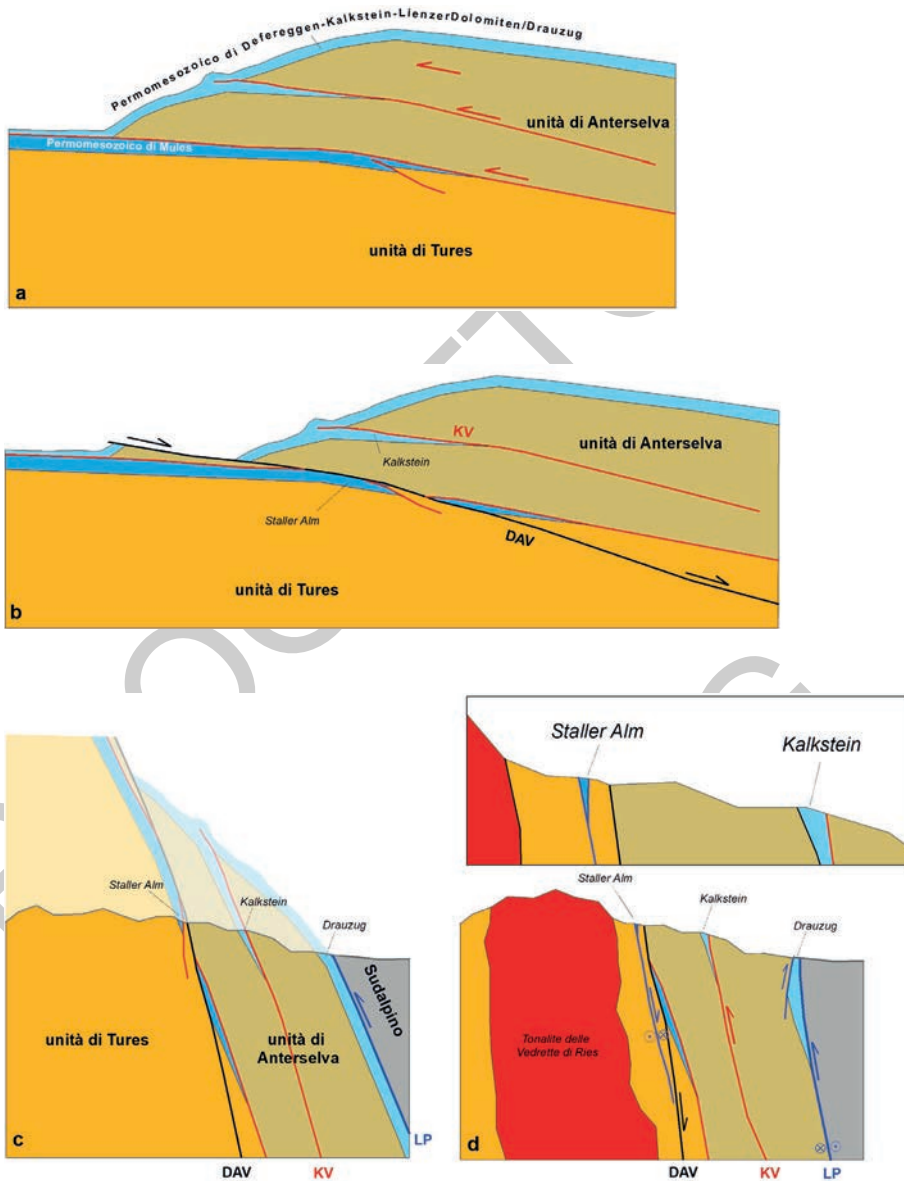 Permomesozoico di Defereggen-Kalkstein-LienzerDolomiten/Drauzug
unità di Anterselva
Permomesozoico di Mules
unità di Tures
a
KV
unità di Anterselva
Kalkstein
Staller Alm
DAV
unità di Tures
b
Staller Alm
Kalkstein
Drauzug
Sudalpino
unità di Tures
unità di
Anterselva
c
LP
DAV
KV
Staller Alm
Kalkstein
Staller Alm
Kalkstein
Drauzug
Tonalite delle
Vedrette di Ries
d
DAV
KV
LP